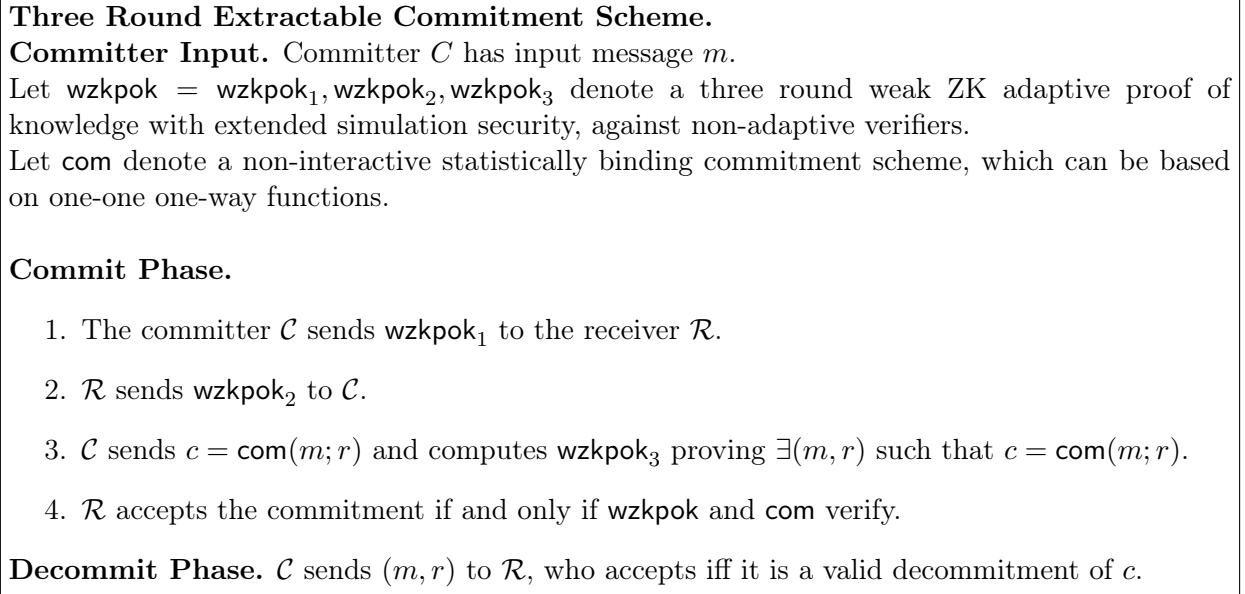 Three Round Extractable Commitment Scheme.
Committer Input. Committer C has input message m.
Let wzkpok = wzkpok₁, wzkpok₂, wzkpok₃ denote a three round weak ZK adaptive proof of
knowledge with extended simulation security, against non-adaptive verifiers.
Let com denote a non-interactive statistically binding commitment scheme, which can be based
on one-one one-way functions.
Commit Phase.
1. The committer 𝒞 sends wzkpok₁ to the receiver ℛ.
2. ℛ sends wzkpok₂ to 𝒞.
3. 𝒞 sends c = com(m; r) and computes wzkpok₃ proving ∃(m, r) such that c = com(m; r).
4. ℛ accepts the commitment if and only if wzkpok and com verify.
Decommit Phase. 𝒞 sends (m, r) to ℛ, who accepts iff it is a valid decommitment of c.